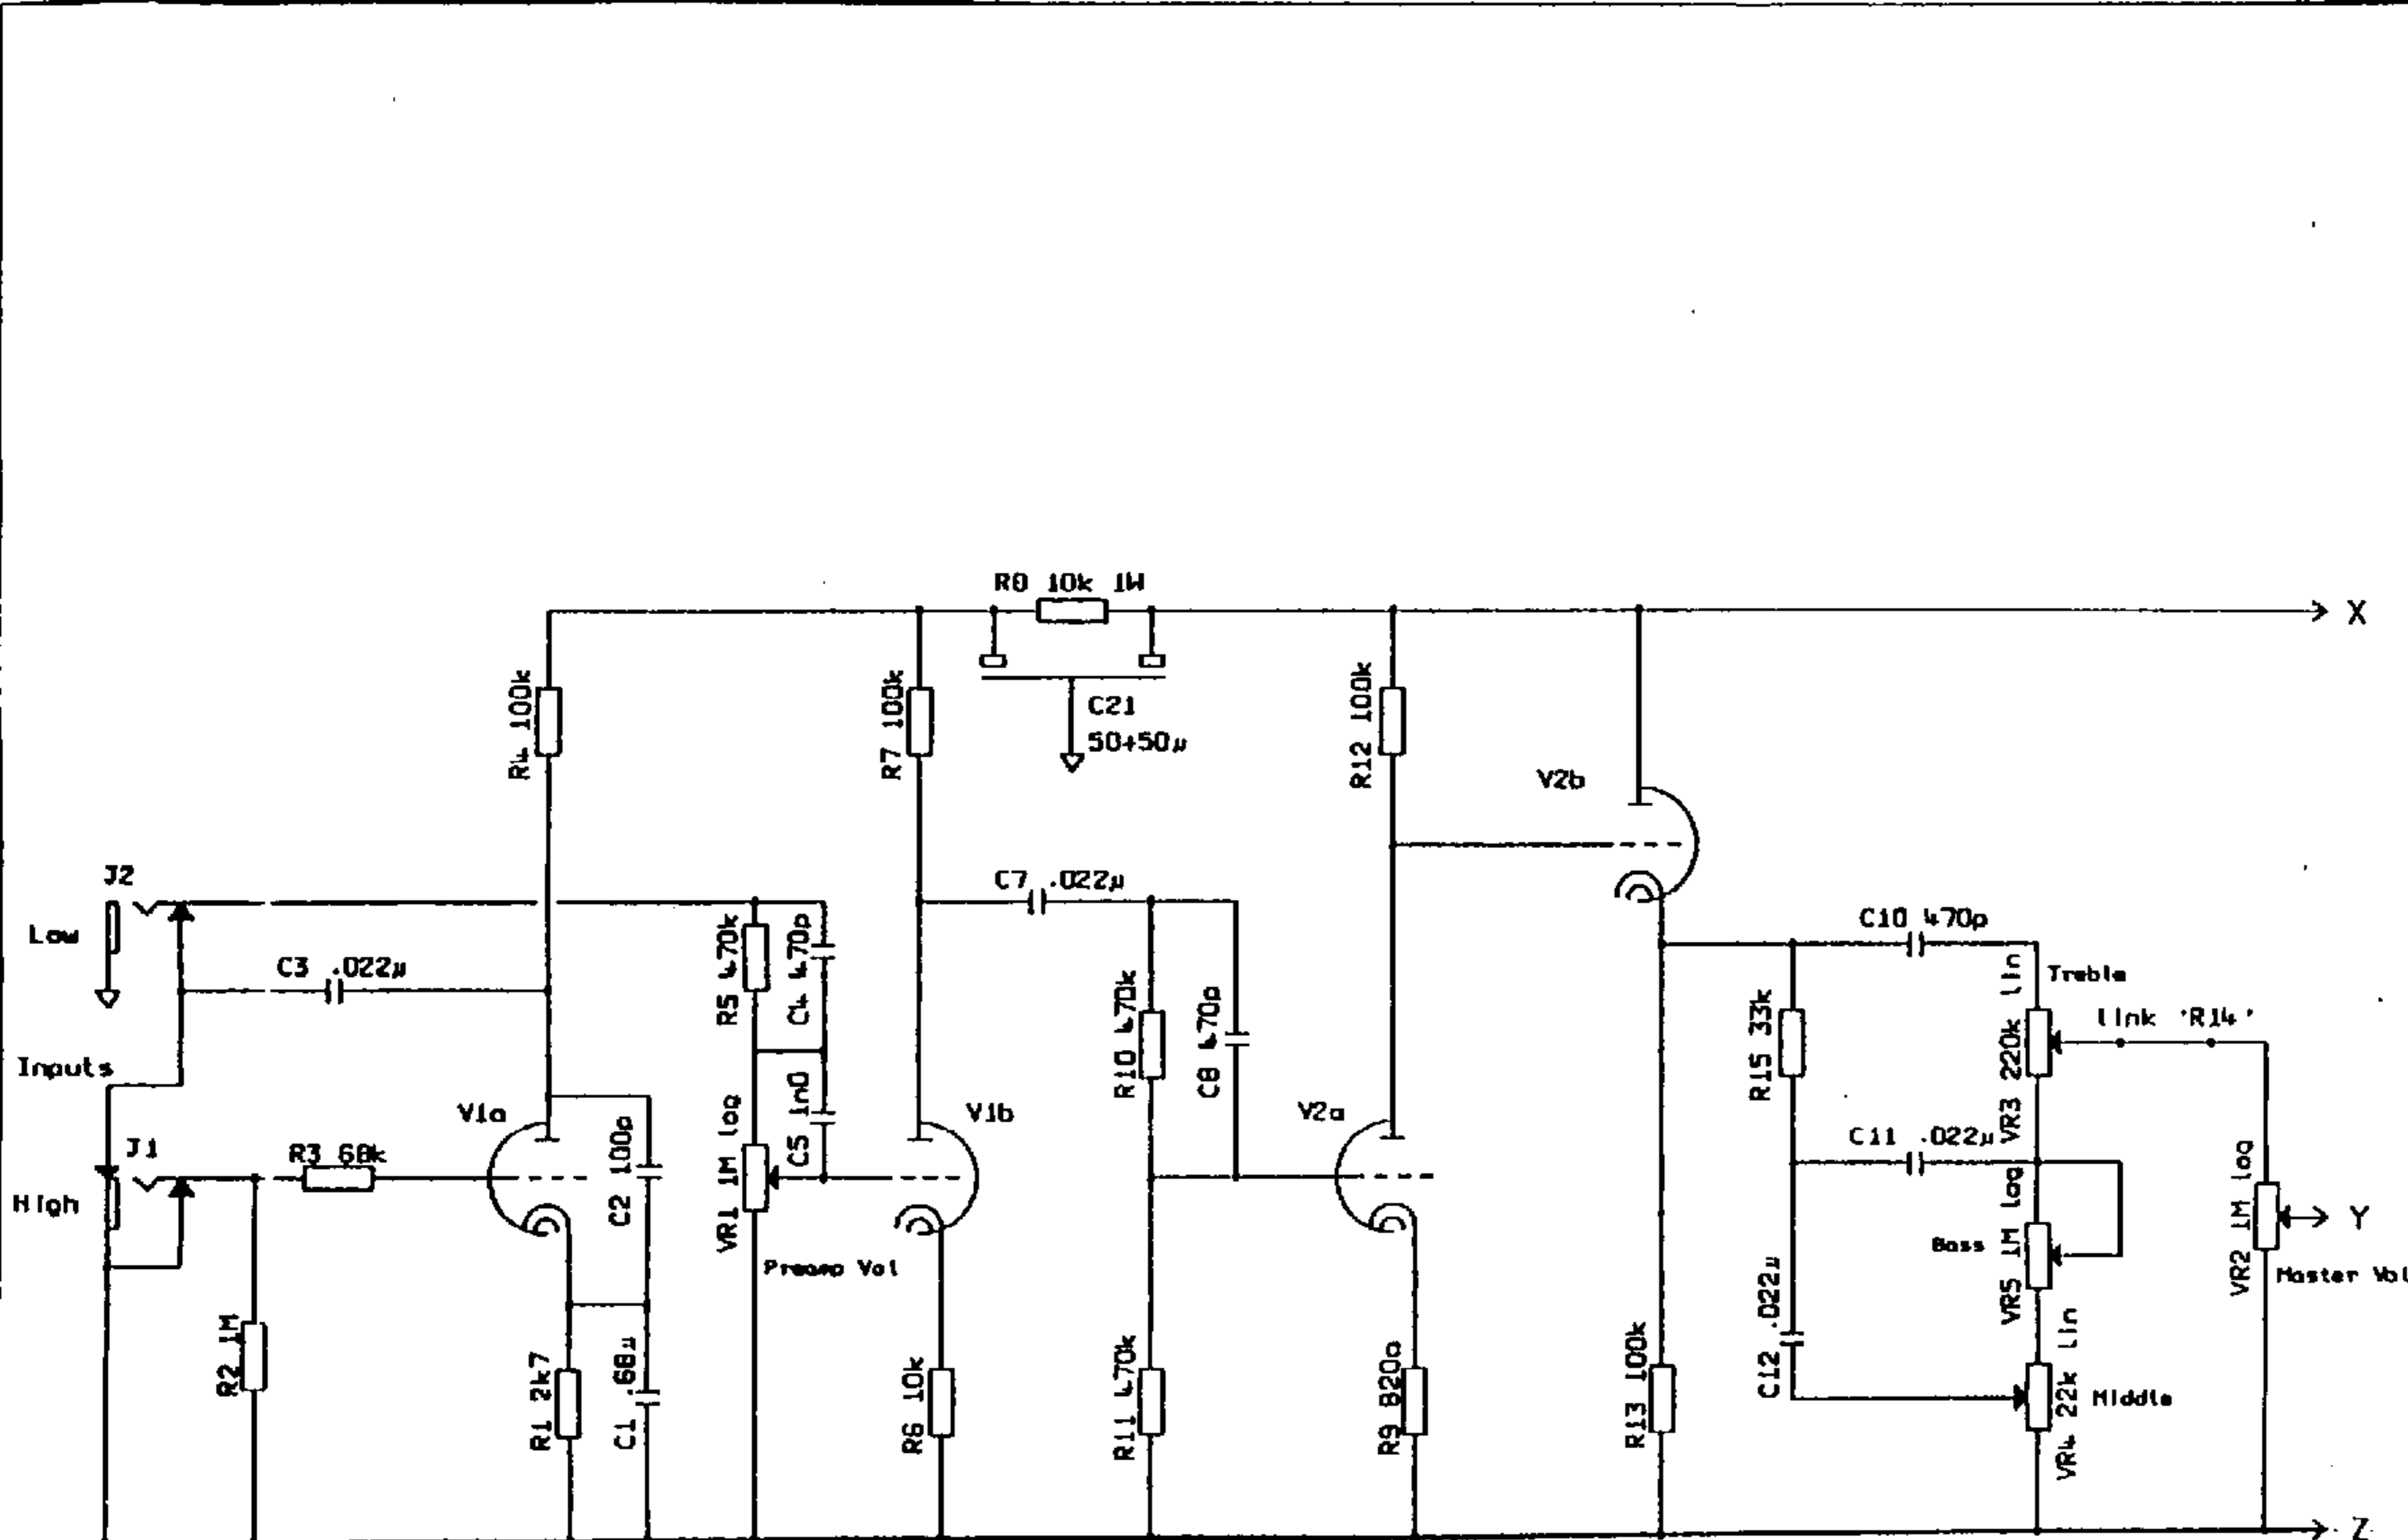 R8 10k 1W
X
R4 100k
R7 100k
C21
50+50µ
R12 100k
V2b
J2
Low
C3 .022µ
R5 470k
C4 470p
C7 .022µ
R10 470k
C8 470p
C10 470p
lin
Treble
R15 33k
VR3 220k
link 'R14'
Inputs
J1
High
R3 68k
V1a
C2 100p
VR1 1M log
C5 1n0
V1b
V2a
C11 .022µ
VR5 1M log
Bass
VR2 1M log
Y
Master Vol
Preamp Vol
R2 1M
R1 2k7
C1 .68µ
R6 10k
R11 470k
R9 820o
R13 100k
C12 .022µ
VR4 22k lin
Middle
Z